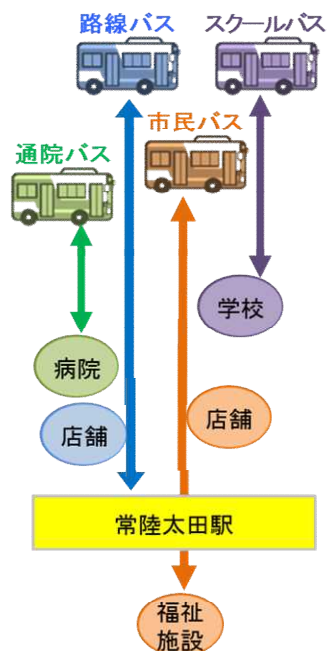 路線バス
スクールバス
市民バス
通院バス
学校
病院
店舗
店舗
常陸太田駅
福祉
施設